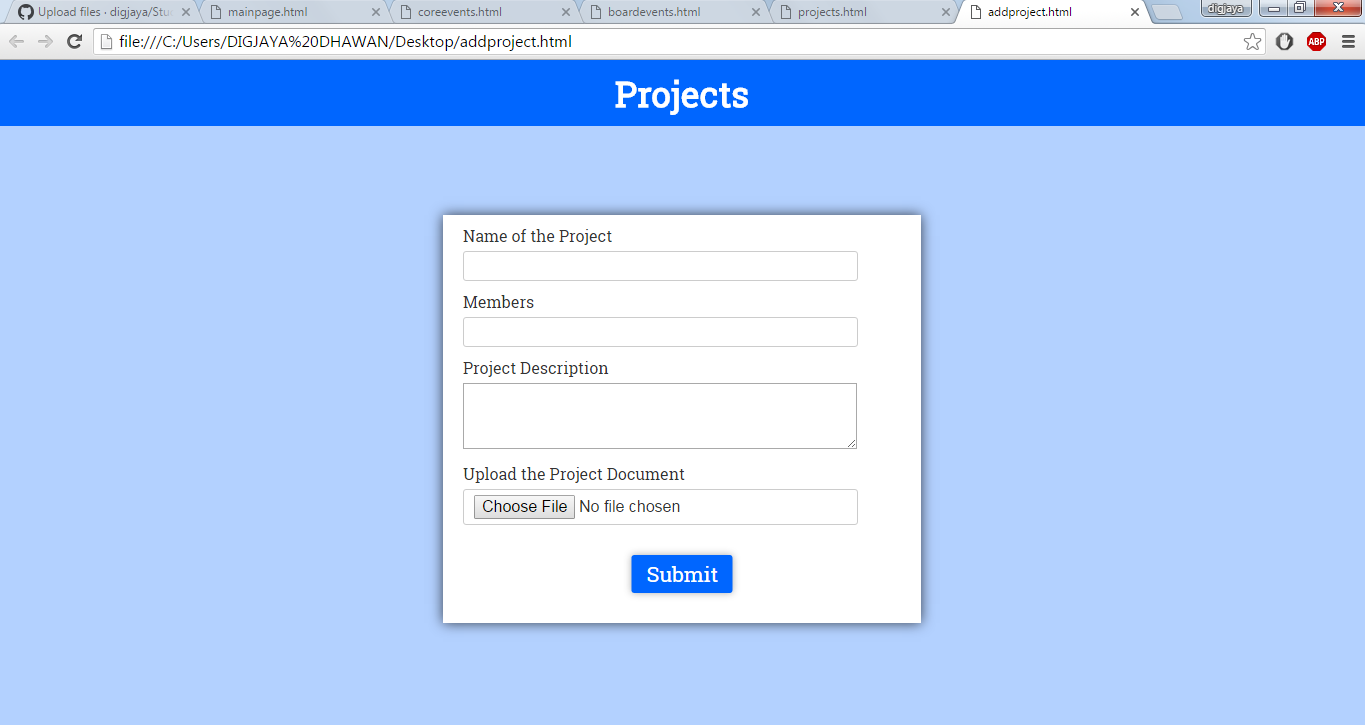 Upload files · digjaya/Stu
mainpage.html
coreevents.html
boardevents.html
projects.html
addproject.html
digjaya
file:///C:/Users/DIGJAYA%20DHAWAN/Desktop/addproject.html
ABP
Projects
Name of the Project
Members
Project Description
Upload the Project Document
Choose File No file chosen
Submit